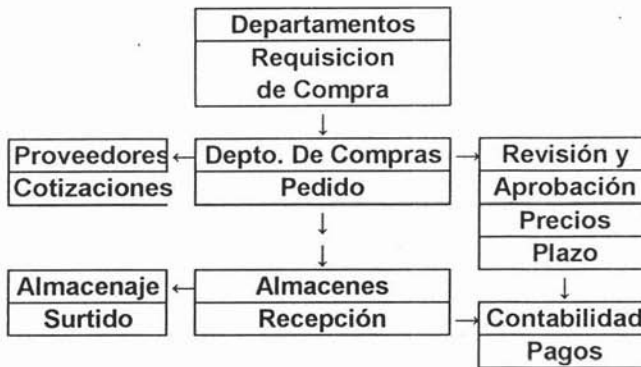 Departamentos
Requisicion
de Compra
Proveedores
Cotizaciones
Depto. De Compras
Pedido
Revisión y
Aprobación
Precios
Plazo
Almacenaje
Surtido
Almacenes
Recepción
Contabilidad
Pagos